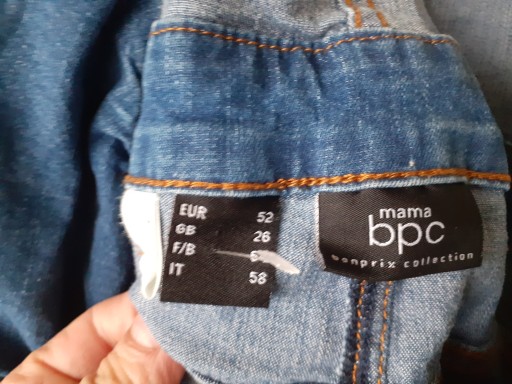 EUR 52
GB 26
F/B
IT 58
mama
bpc
bonprix collection